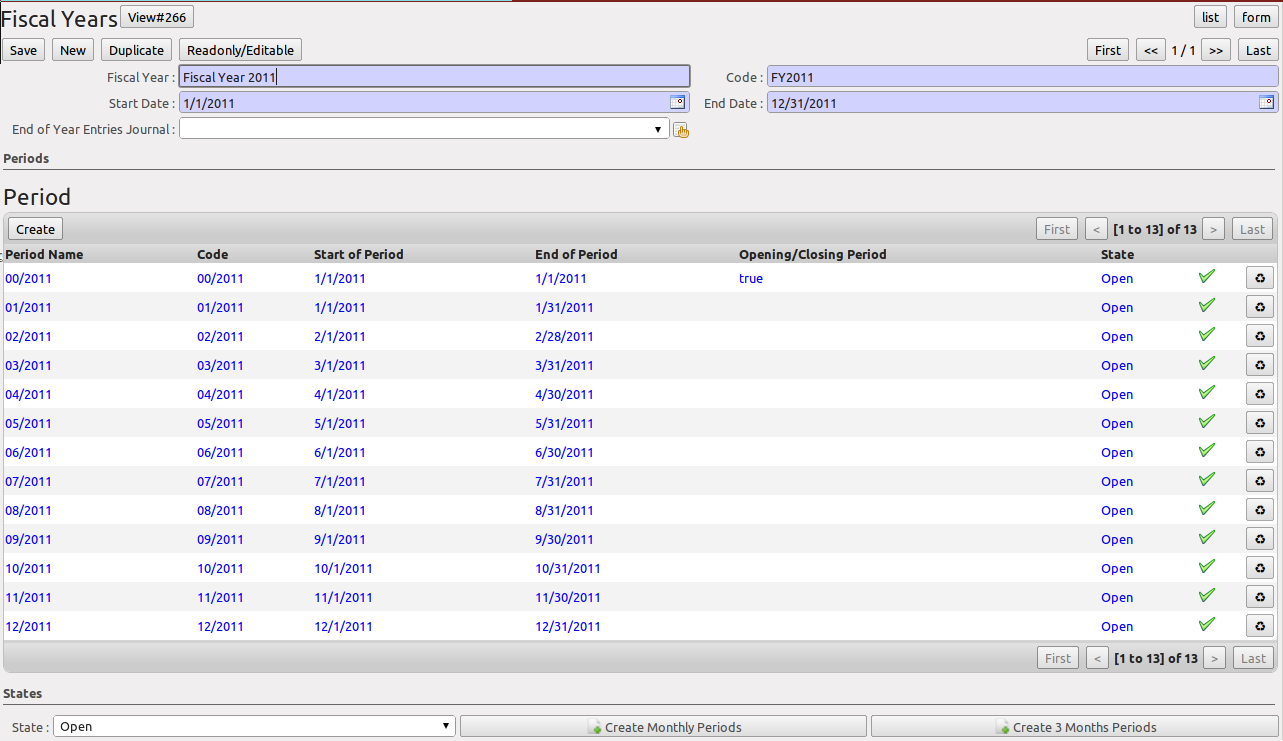 Fiscal Years View#266 list form
Save New Duplicate Readonly/Editable First << 1 / 1 >> Last
Fiscal Year : Fiscal Year 2011 Code : FY2011
Start Date : 1/1/2011 End Date : 12/31/2011
End of Year Entries Journal :
Periods
Period
Create First < [1 to 13] of 13 > Last
Period Name Code Start of Period End of Period Opening/Closing Period State
00/2011 00/2011 1/1/2011 1/1/2011 true Open
01/2011 01/2011 1/1/2011 1/31/2011 Open
02/2011 02/2011 2/1/2011 2/28/2011 Open
03/2011 03/2011 3/1/2011 3/31/2011 Open
04/2011 04/2011 4/1/2011 4/30/2011 Open
05/2011 05/2011 5/1/2011 5/31/2011 Open
06/2011 06/2011 6/1/2011 6/30/2011 Open
07/2011 07/2011 7/1/2011 7/31/2011 Open
08/2011 08/2011 8/1/2011 8/31/2011 Open
09/2011 09/2011 9/1/2011 9/30/2011 Open
10/2011 10/2011 10/1/2011 10/31/2011 Open
11/2011 11/2011 11/1/2011 11/30/2011 Open
12/2011 12/2011 12/1/2011 12/31/2011 Open
First < [1 to 13] of 13 > Last
States
State : Open Create Monthly Periods Create 3 Months Periods